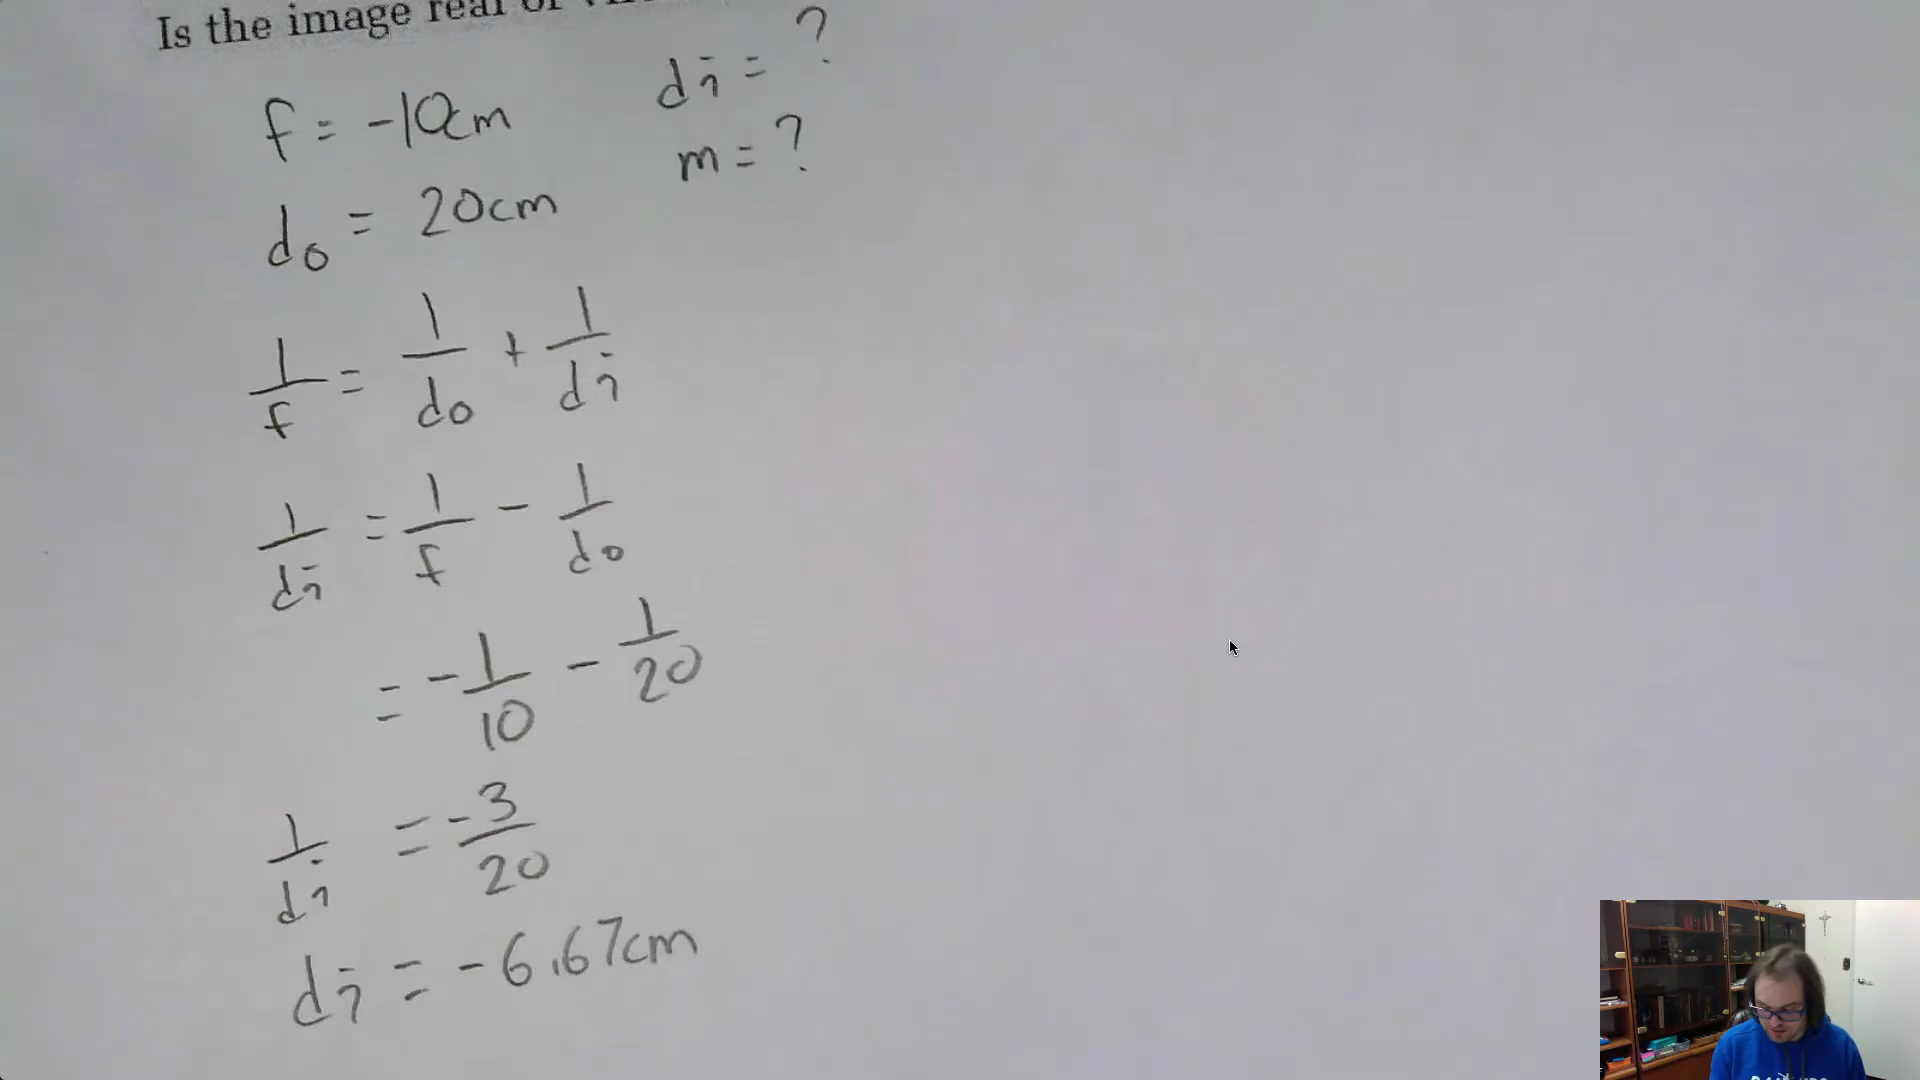 Is the image real or
f = -10cm
di = ?
m = ?
do = 20cm
1/f = 1/do + 1/di
1/di = 1/f - 1/do
= -1/10 - 1/20
1/di = -3/20
di = -6.67cm